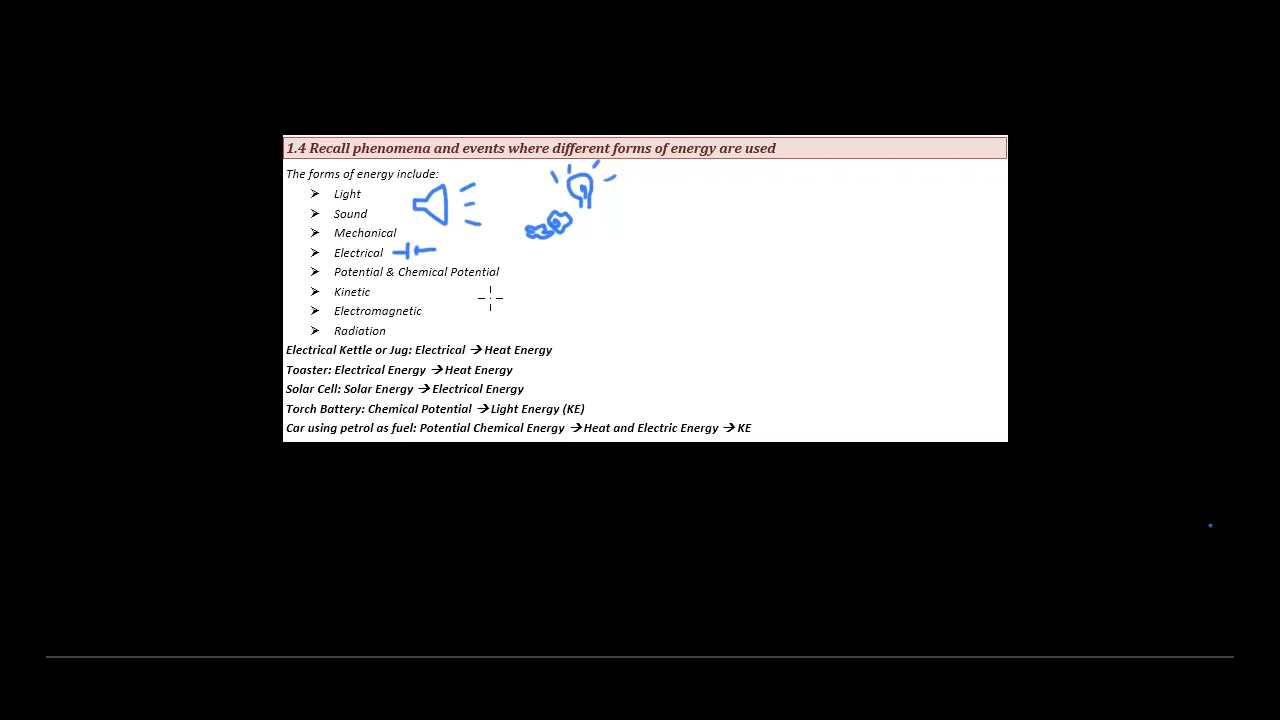 1.4 Recall phenomena and events where different forms of energy are used
The forms of energy include:
➢ Light
➢ Sound
➢ Mechanical
➢ Electrical
➢ Potential & Chemical Potential
➢ Kinetic
➢ Electromagnetic
➢ Radiation
Electrical Kettle or Jug: Electrical → Heat Energy
Toaster: Electrical Energy → Heat Energy
Solar Cell: Solar Energy → Electrical Energy
Torch Battery: Chemical Potential → Light Energy (KE)
Car using petrol as fuel: Potential Chemical Energy → Heat and Electric Energy → KE